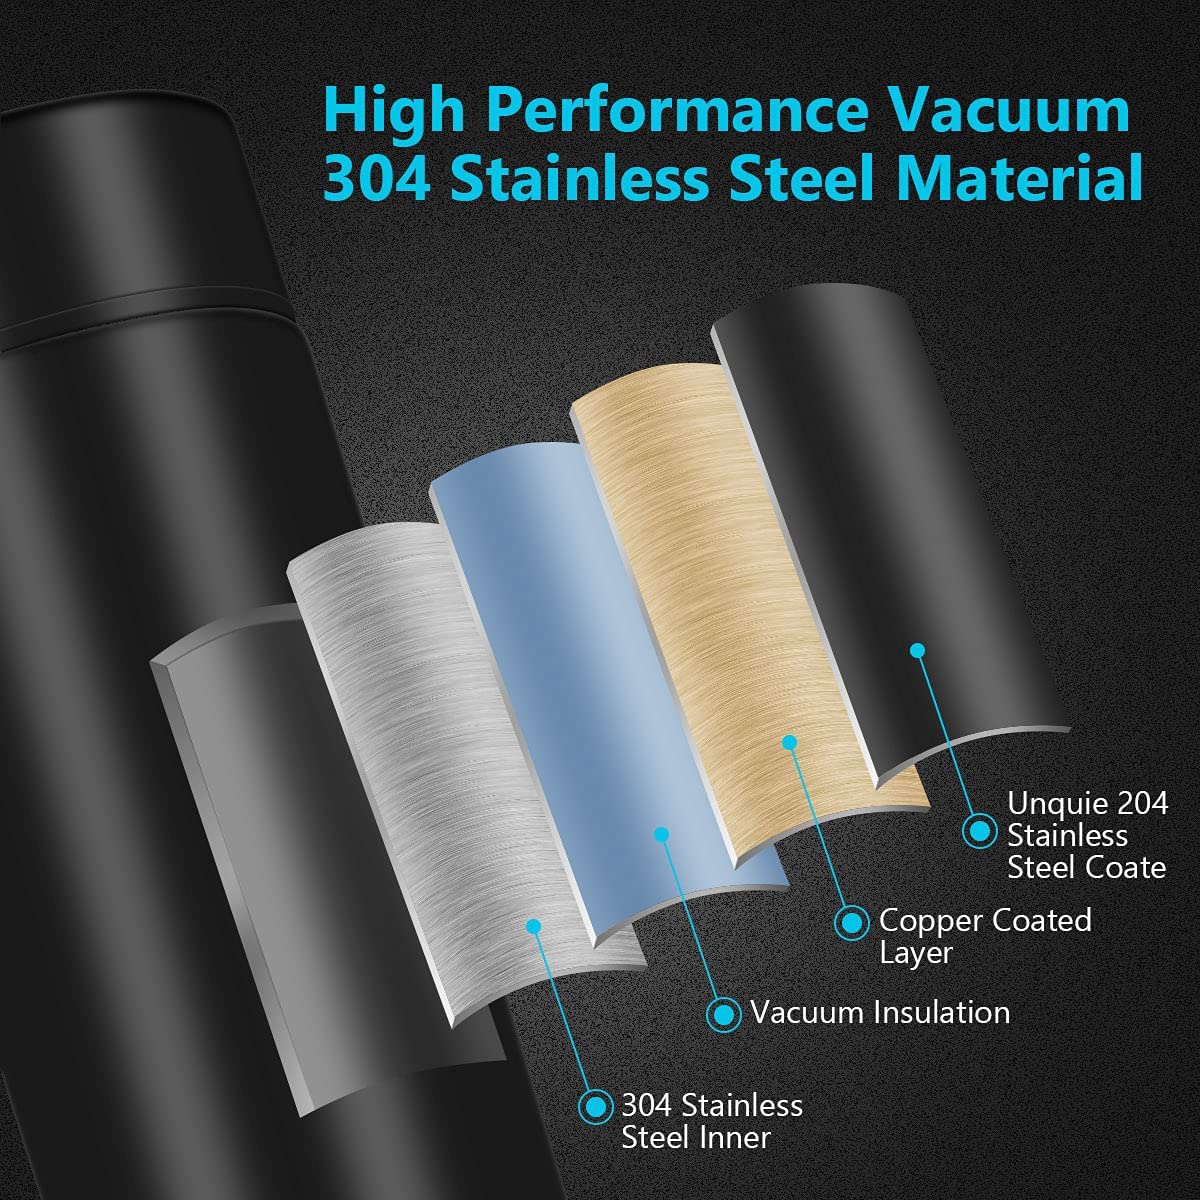 High Performance Vacuum
304 Stainless Steel Material
Unquie 204
Stainless
Steel Coate
Copper Coated
Layer
Vacuum Insulation
304 Stainless
Steel Inner